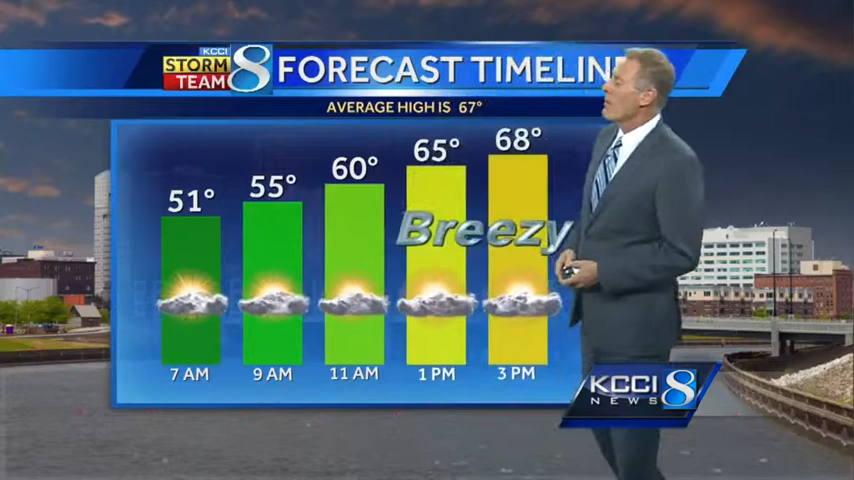 KCCI
STORM
TEAM
8
FORECAST TIMELIN
AVERAGE HIGH IS 67°
51°
55°
60°
65°
68°
Breezy
7 AM
9 AM
11 AM
1 PM
3 PM
KCCI 8
NEWS